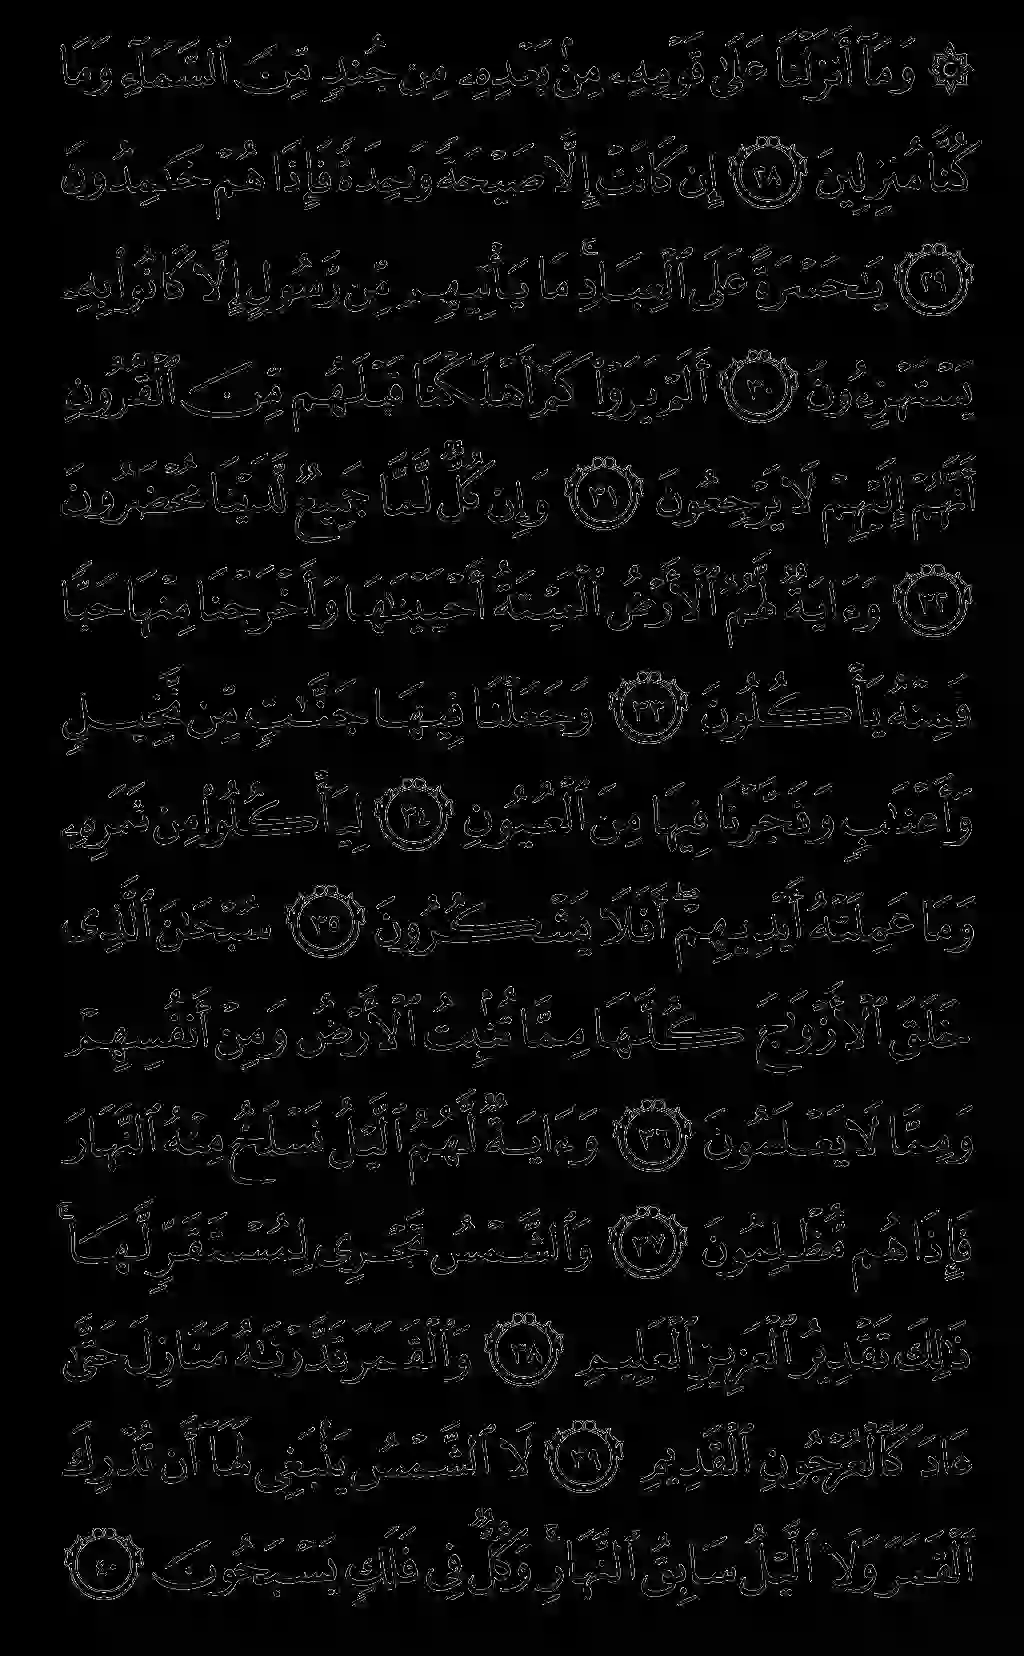 ۞ وَمَآ أَنزَلْنَا عَلَىٰ قَوْمِهِۦ مِنۢ بَعْدِهِۦ مِن جُندٍ مِّنَ ٱلسَّمَآءِ وَمَا
كُنَّا مُنزِلِينَ ٢٨ إِن كَانَتْ إِلَّا صَيْحَةً وَٰحِدَةً فَإِذَا هُمْ خَـٰمِدُونَ
٢٩ يَـٰحَسْرَةً عَلَى ٱلْعِبَادِ ۚ مَا يَأْتِيهِم مِّن رَّسُولٍ إِلَّا كَانُوا۟ بِهِۦ
يَسْتَهْزِءُونَ ٣٠ أَلَمْ يَرَوْا۟ كَمْ أَهْلَكْنَا قَبْلَهُم مِّنَ ٱلْقُرُونِ
أَنَّهُمْ إِلَيْهِمْ لَا يَرْجِعُونَ ٣١ وَإِن كُلٌّ لَّمَّا جَمِيعٌ لَّدَيْنَا مُحْضَرُونَ
٣٢ وَءَايَةٌ لَّهُمُ ٱلْأَرْضُ ٱلْمَيْتَةُ أَحْيَيْنَـٰهَا وَأَخْرَجْنَا مِنْهَا حَبًّا
فَمِنْهُ يَأْكُلُونَ ٣٣ وَجَعَلْنَا فِيهَا جَنَّـٰتٍ مِّن نَّخِيلٍ
وَأَعْنَـٰبٍ وَفَجَّرْنَا فِيهَا مِنَ ٱلْعُيُونِ ٣٤ لِيَأْكُلُوا۟ مِن ثَمَرِهِۦ
وَمَا عَمِلَتْهُ أَيْدِيهِمْ ۖ أَفَلَا يَشْكُرُونَ ٣٥ سُبْحَـٰنَ ٱلَّذِى
خَلَقَ ٱلْأَزْوَٰجَ كُلَّهَا مِمَّا تُنۢبِتُ ٱلْأَرْضُ وَمِنْ أَنفُسِهِمْ
وَمِمَّا لَا يَعْلَمُونَ ٣٦ وَءَايَةٌ لَّهُمُ ٱلَّيْلُ نَسْلَخُ مِنْهُ ٱلنَّهَارَ
فَإِذَا هُم مُّظْلِمُونَ ٣٧ وَٱلشَّمْسُ تَجْرِى لِمُسْتَقَرٍّ لَّهَا ۚ
ذَٰلِكَ تَقْدِيرُ ٱلْعَزِيزِ ٱلْعَلِيمِ ٣٨ وَٱلْقَمَرَ قَدَّرْنَـٰهُ مَنَازِلَ حَتَّىٰ
عَادَ كَٱلْعُرْجُونِ ٱلْقَدِيمِ ٣٩ لَا ٱلشَّمْسُ يَنۢبَغِى لَهَآ أَن تُدْرِكَ
ٱلْقَمَرَ وَلَا ٱلَّيْلُ سَابِقُ ٱلنَّهَارِ ۚ وَكُلٌّ فِى فَلَكٍ يَسْبَحُونَ ٤٠